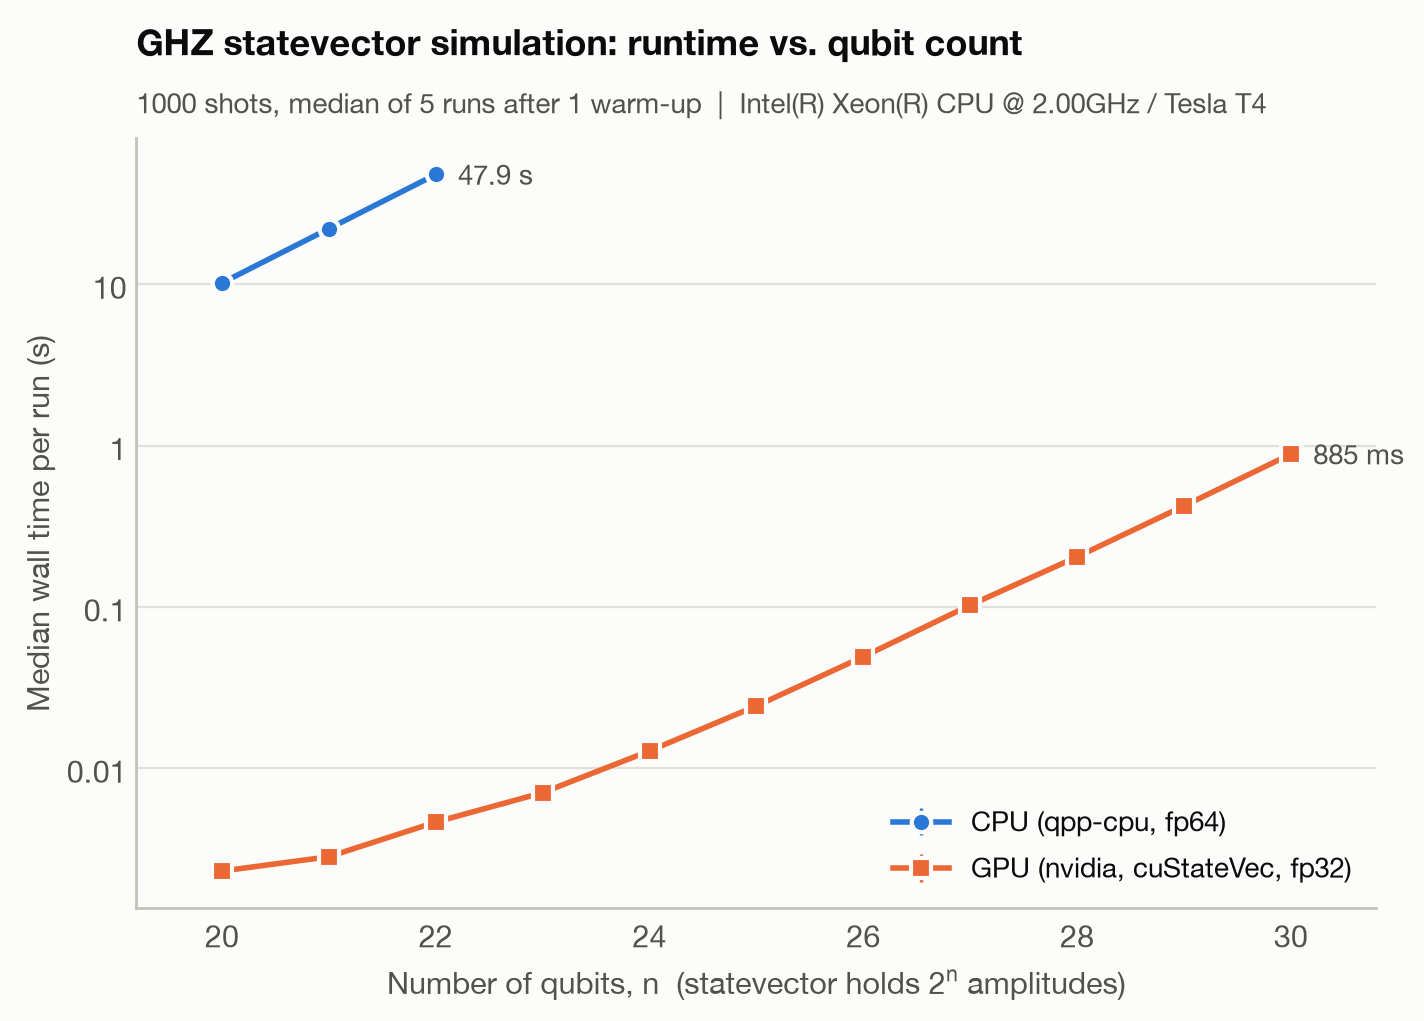 GHZ statevector simulation: runtime vs. qubit count
1000 shots, median of 5 runs after 1 warm-up | Intel(R) Xeon(R) CPU @ 2.00GHz / Tesla T4
47.9 s
10
Median wall time per run (s)
1
885 ms
0.1
0.01
CPU (qpp-cpu, fp64)
GPU (nvidia, cuStateVec, fp32)
20 22 24 26 28 30
Number of qubits, n (statevector holds 2ⁿ amplitudes)